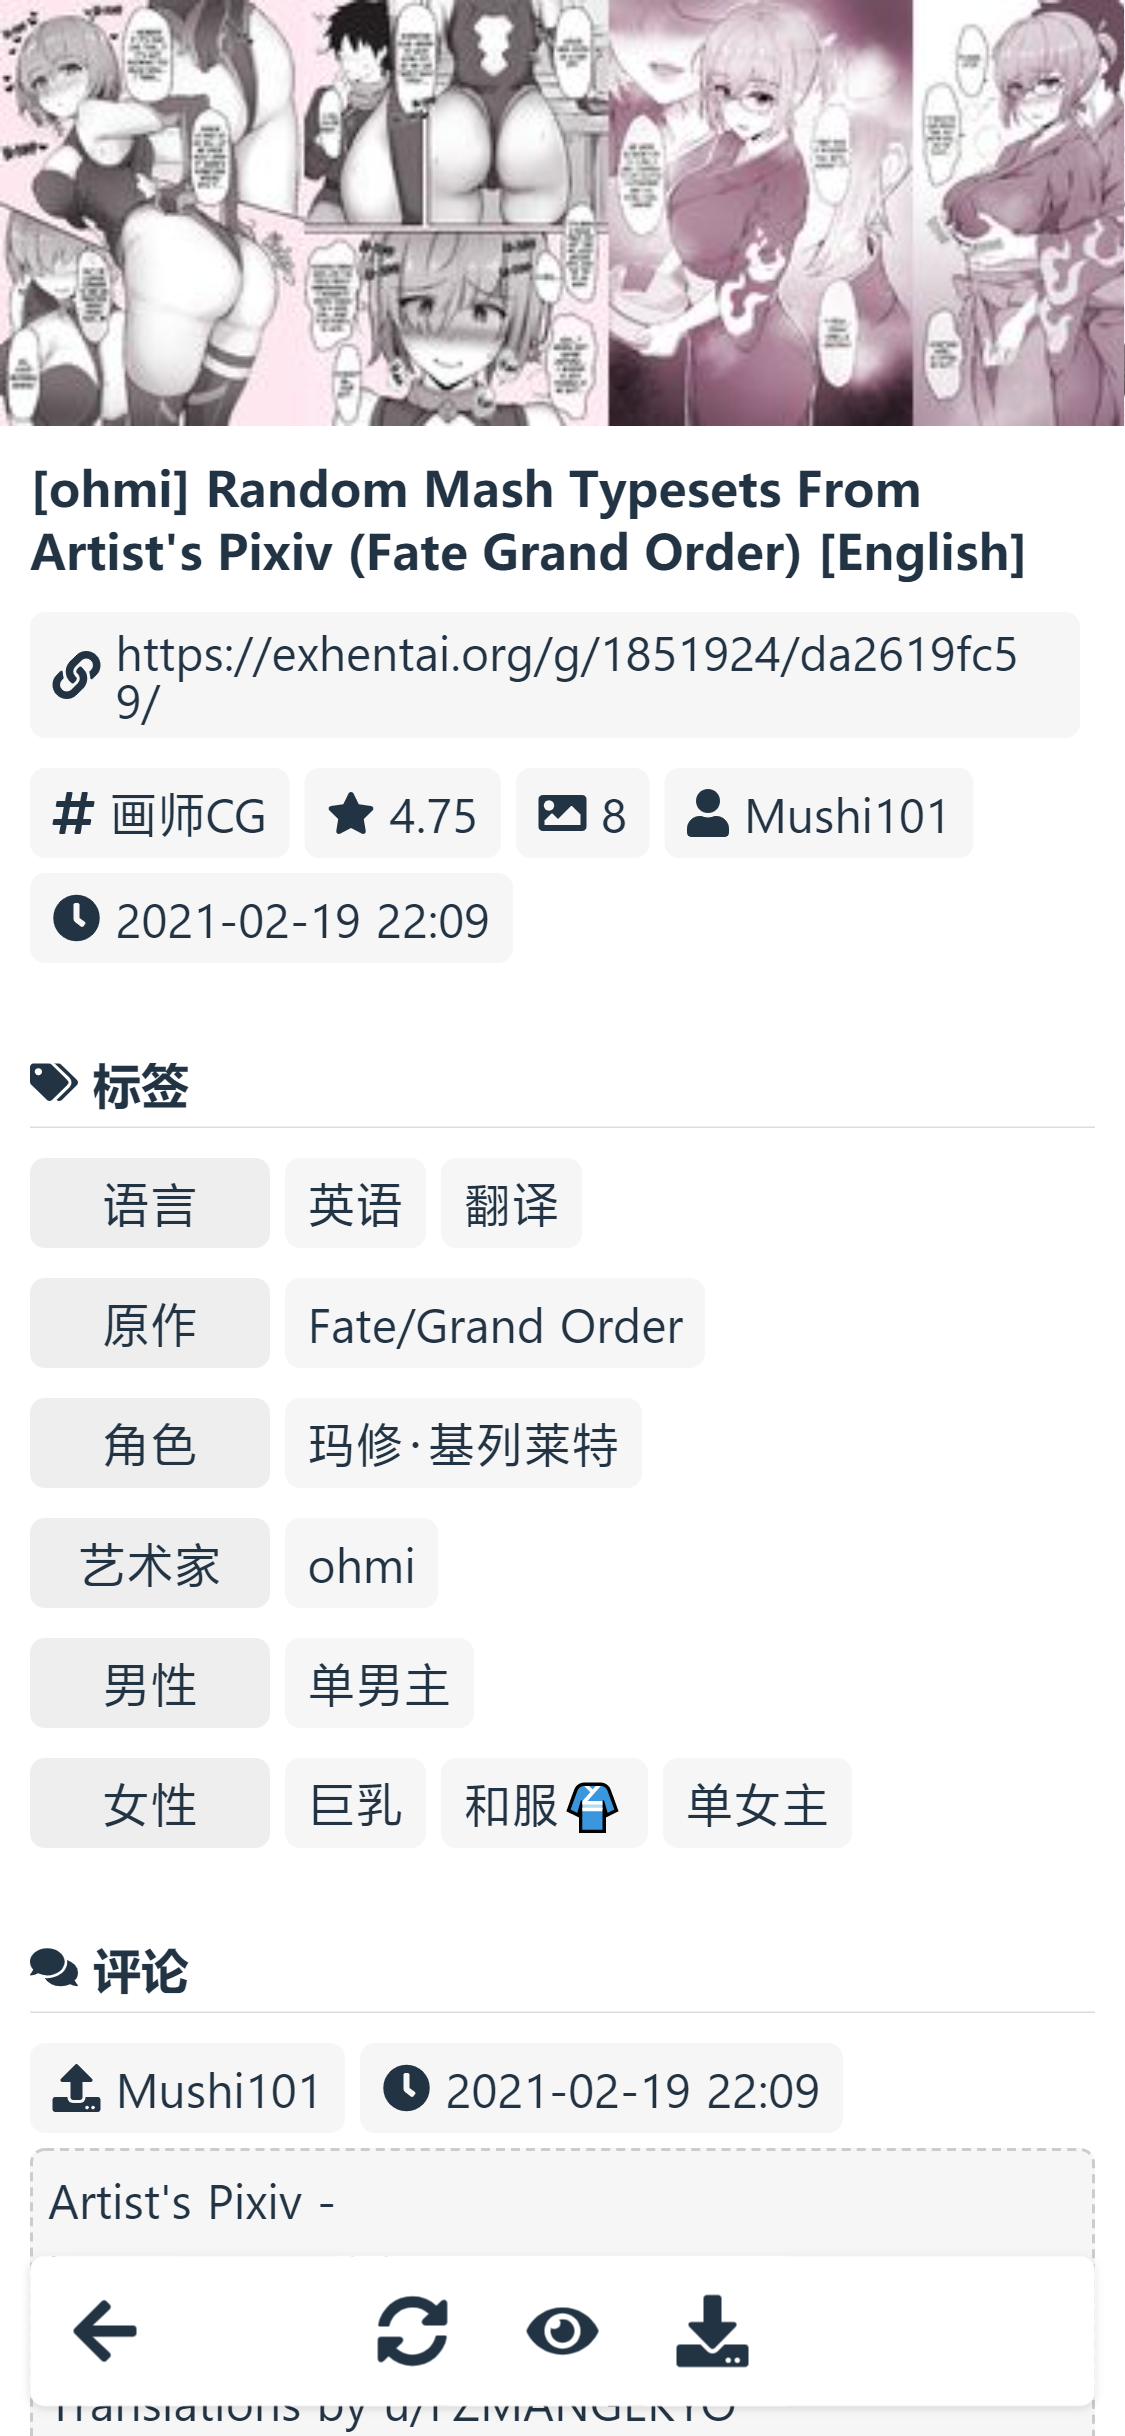 [ohmi] Random Mash Typesets From
Artist's Pixiv (Fate Grand Order) [English]
https://exhentai.org/g/1851924/da2619fc5
9/
画师CG 4.75 8 Mushi101
2021-02-19 22:09
标签
语言 英语 翻译
原作 Fate/Grand Order
角色 玛修·基列莱特
艺术家 ohmi
男性 单男主
女性 巨乳 和服 单女主
评论
Mushi101 2021-02-19 22:09
Artist's Pixiv -
Translations by